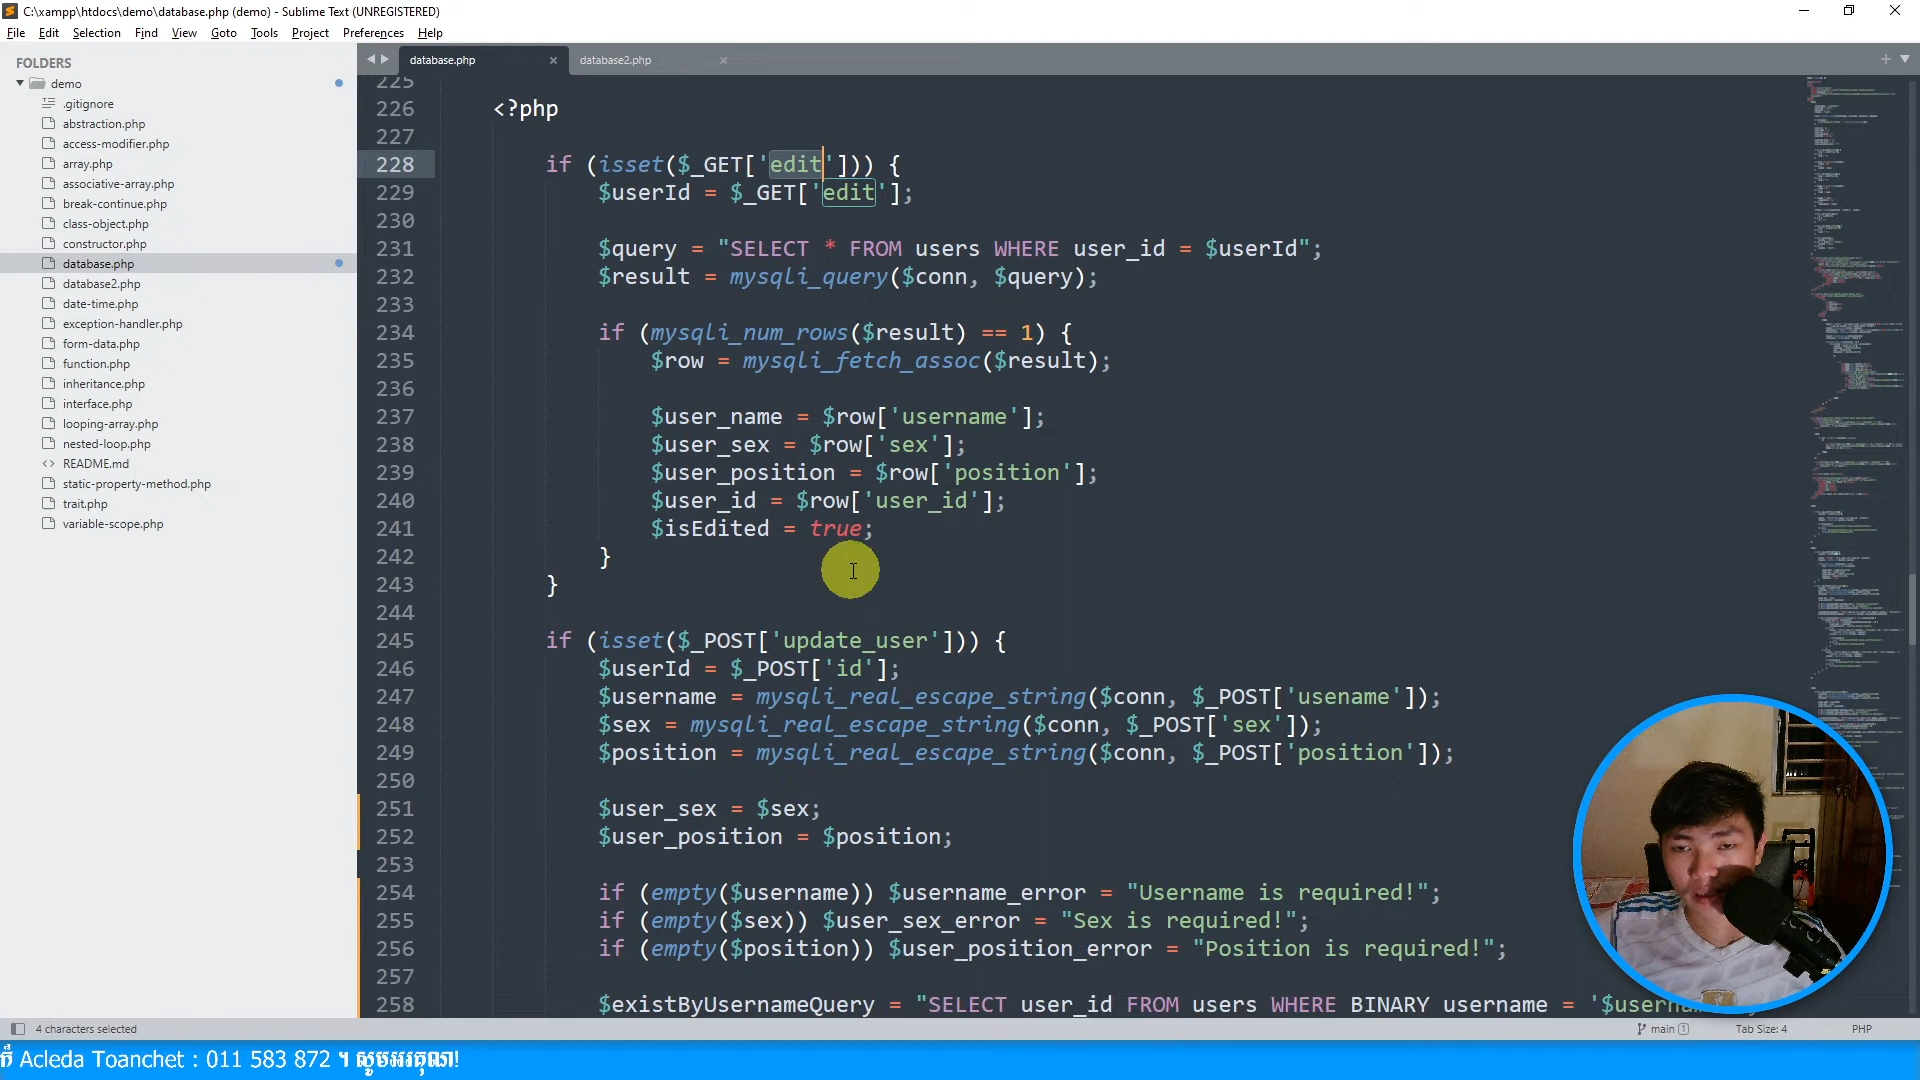 C:\xampp\htdocs\demo\database.php (demo) - Sublime Text (UNREGISTERED)
File Edit Selection Find View Goto Tools Project Preferences Help
FOLDERS
demo
.gitignore
abstraction.php
access-modifier.php
array.php
associative-array.php
break-continue.php
class-object.php
constructor.php
database.php
database2.php
date-time.php
exception-handler.php
form-data.php
function.php
inheritance.php
interface.php
looping-array.php
nested-loop.php
README.md
static-property-method.php
trait.php
variable-scope.php
database.php database2.php
225
226 <?php
227
228 if (isset($_GET['edit'])) {
229 $userId = $_GET['edit'];
230
231 $query = "SELECT * FROM users WHERE user_id = $userId";
232 $result = mysqli_query($conn, $query);
233
234 if (mysqli_num_rows($result) == 1) {
235 $row = mysqli_fetch_assoc($result);
236
237 $user_name = $row['username'];
238 $user_sex = $row['sex'];
239 $user_position = $row['position'];
240 $user_id = $row['user_id'];
241 $isEdited = true;
242 }
243 }
244
245 if (isset($_POST['update_user'])) {
246 $userId = $_POST['id'];
247 $username = mysqli_real_escape_string($conn, $_POST['usename']);
248 $sex = mysqli_real_escape_string($conn, $_POST['sex']);
249 $position = mysqli_real_escape_string($conn, $_POST['position']);
250
251 $user_sex = $sex;
252 $user_position = $position;
253
254 if (empty($username)) $username_error = "Username is required!";
255 if (empty($sex)) $user_sex_error = "Sex is required!";
256 if (empty($position)) $user_position_error = "Position is required!";
257
258 $existByUsernameQuery = "SELECT user_id FROM users WHERE BINARY username =
4 characters selected
main 1 Tab Size: 4 PHP
Acleda Toanchet : 011 583 872 ។ សូមអរគុណ!